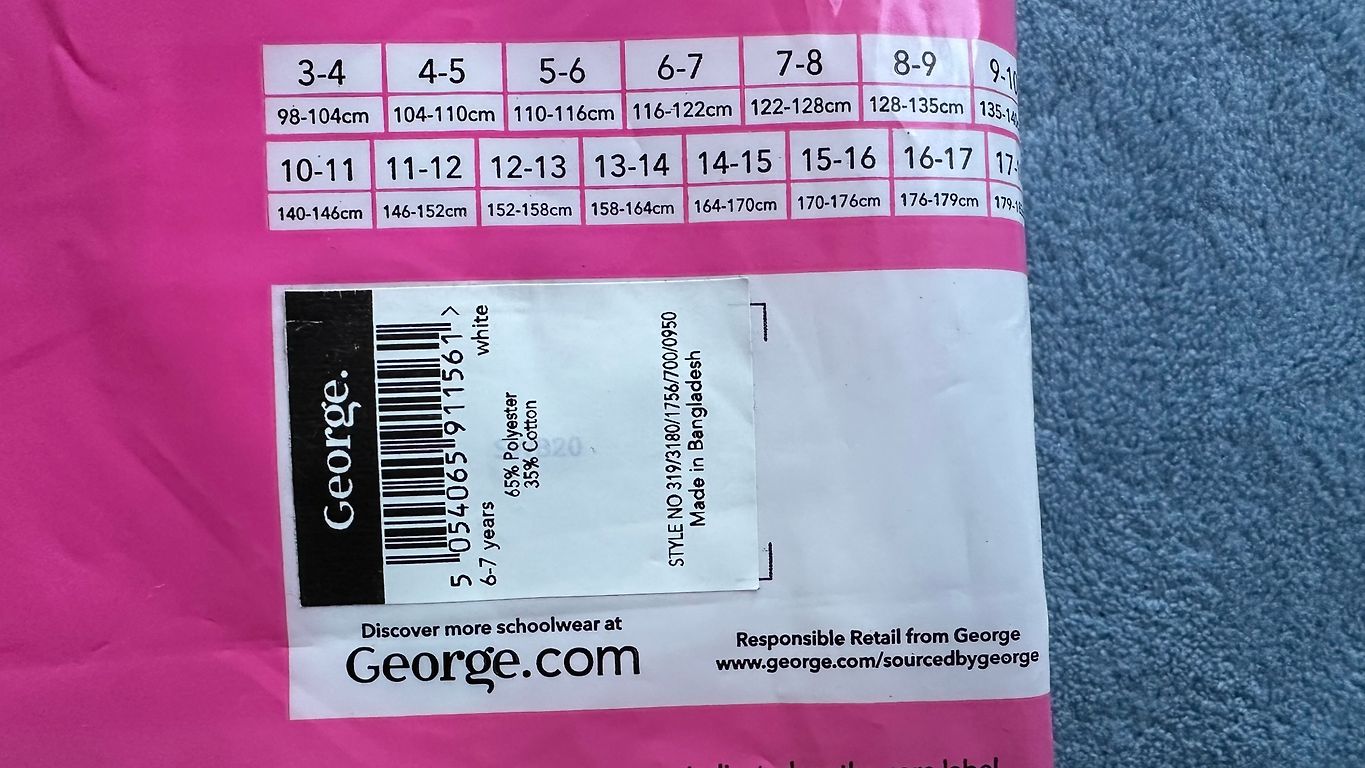 3-4 4-5 5-6 6-7 7-8 8-9
98-104cm 104-110cm 110-116cm 116-122cm 122-128cm 128-135cm
10-11 11-12 12-13 13-14 14-15 15-16 16-17
140-146cm 146-152cm 152-158cm 158-164cm 164-170cm 170-176cm 176-179cm
George.
5 054065 911561 >
6-7 years white
65% Polyester
35% Cotton
STYLE NO 319/3180/1756/700/0950
Made in Bangladesh
Discover more schoolwear at
George.com
Responsible Retail from George
www.george.com/sourcedbygeorge